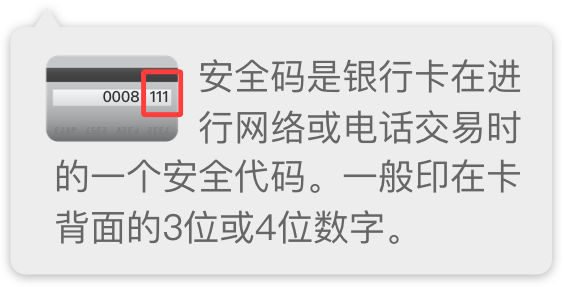 0008 111
安全码是银行卡在进
行网络或电话交易时
的一个安全代码。一般印在卡
背面的3位或4位数字。